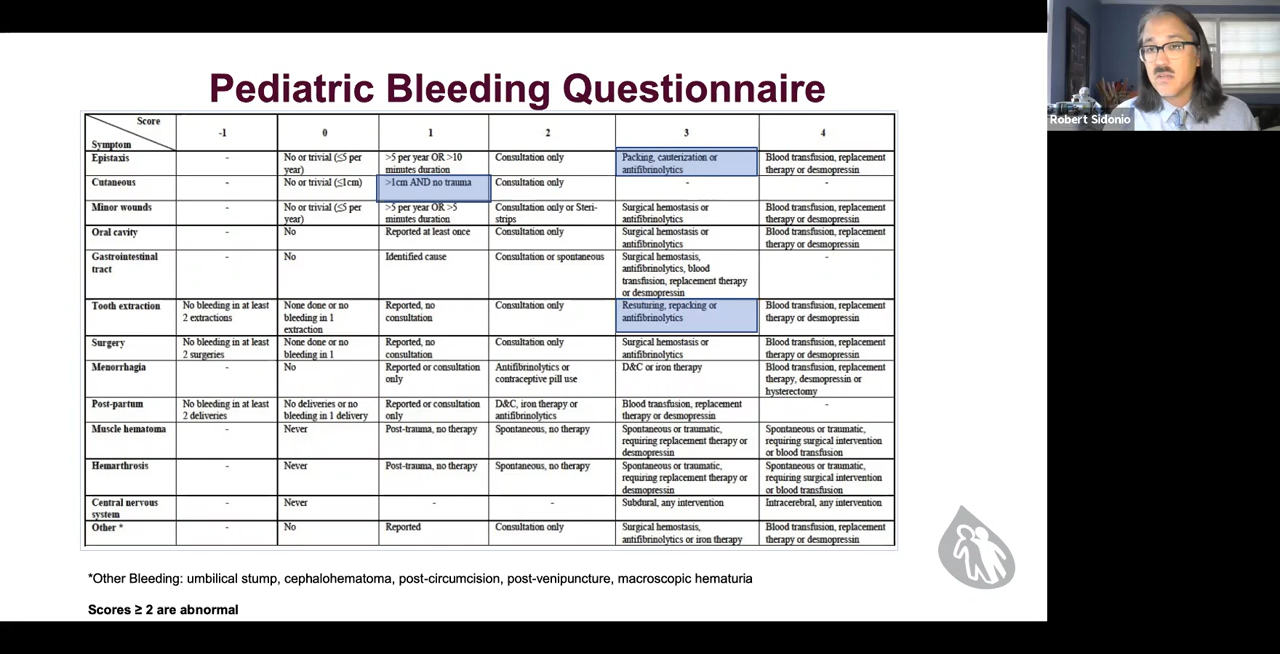 Pediatric Bleeding Questionnaire
Robert Sidonio
Score
Symptom
-1
0
1
2
3
4
Epistaxis
-
No or trivial (≤5 per
year)
>5 per year OR >10
minutes duration
Consultation only
Packing, cauterization or
antifibrinolytics
Blood transfusion, replacement
therapy or desmopressin
Cutaneous
-
No or trivial (≤1cm)
>1cm AND no trauma
Consultation only
-
-
Minor wounds
-
No or trivial (≤5 per
year)
>5 per year OR >5
minutes duration
Consultation only or Steri-
strips
Surgical hemostasis or
antifibrinolytics
Blood transfusion, replacement
therapy or desmopressin
Oral cavity
-
No
Reported at least once
Consultation only
Surgical hemostasis or
antifibrinolytics
Blood transfusion, replacement
therapy or desmopressin
Gastrointestinal
tract
-
No
Identified cause
Consultation or spontaneous
Surgical hemostasis,
antifibrinolytics, blood
transfusion, replacement therapy
or desmopressin
-
Tooth extraction
No bleeding in at least
2 extractions
None done or no
bleeding in 1
extraction
Reported, no
consultation
Consultation only
Resuturing, repacking or
antifibrinolytics
Blood transfusion, replacement
therapy or desmopressin
Surgery
No bleeding in at least
2 surgeries
None done or no
bleeding in 1
Reported, no
consultation
Consultation only
Surgical hemostasis or
antifibrinolytics
Blood transfusion, replacement
therapy or desmopressin
Menorrhagia
-
No
Reported or consultation
only
Antifibrinolytics or
contraceptive pill use
D&C or iron therapy
Blood transfusion, replacement
therapy, desmopressin or
hysterectomy
Post-partum
No bleeding in at least
2 deliveries
No deliveries or no
bleeding in 1 delivery
Reported or consultation
only
D&C, iron therapy or
antifibrinolytics
Blood transfusion, replacement
therapy or desmopressin
-
Muscle hematoma
-
Never
Post-trauma, no therapy
Spontaneous, no therapy
Spontaneous or traumatic,
requiring replacement therapy or
desmopressin
Spontaneous or traumatic,
requiring surgical intervention
or blood transfusion
Hemarthrosis
-
Never
Post-trauma, no therapy
Spontaneous, no therapy
Spontaneous or traumatic,
requiring replacement therapy or
desmopressin
Spontaneous or traumatic,
requiring surgical intervention
or blood transfusion
Central nervous
system
-
Never
-
-
Subdural, any intervention
Intracerebral, any intervention
Other *
-
No
Reported
Consultation only
Surgical hemostasis,
antifibrinolytics or iron therapy
Blood transfusion, replacement
therapy or desmopressin
*Other Bleeding: umbilical stump, cephalohematoma, post-circumcision, post-venipuncture, macroscopic hematuria
Scores ≥ 2 are abnormal